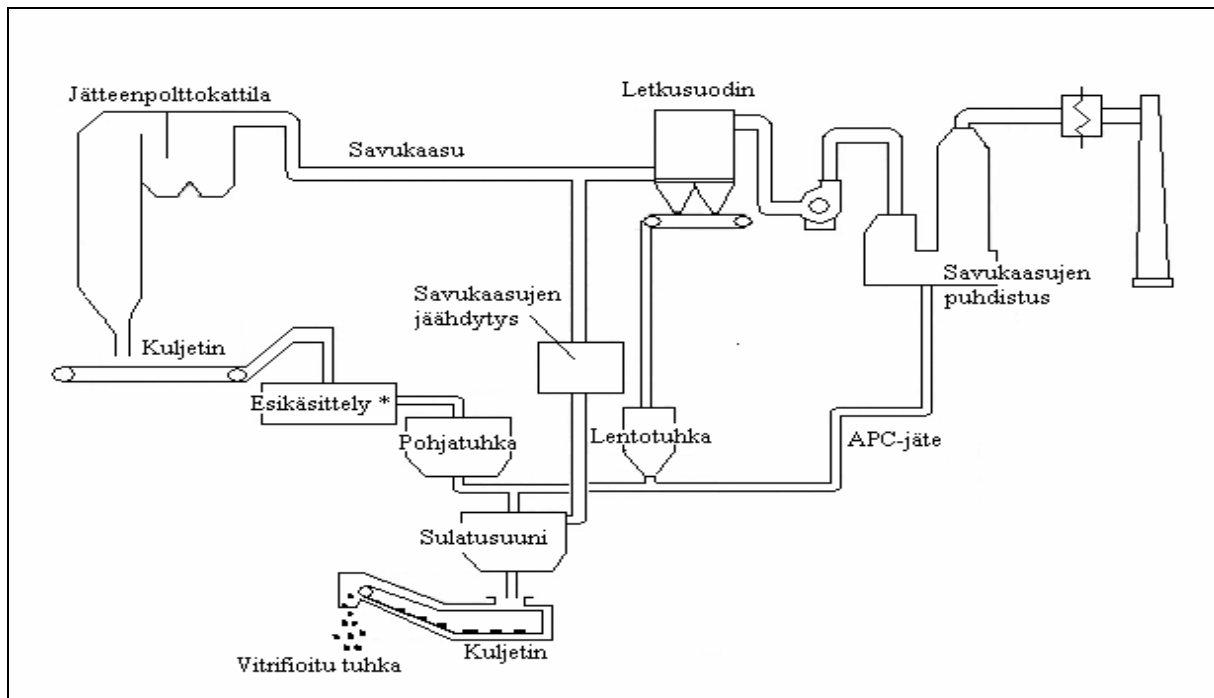 Jätteenpolttokattila
Letkusuodin
Savukaasu
Savukaasujen
puhdistus
Savukaasujen
jäähdytys
Kuljetin
Esikäsittely *
Pohjatuhka
Lentotuhka
APC-jäte
Sulatusuuni
Kuljetin
Vitrifioitu tuhka